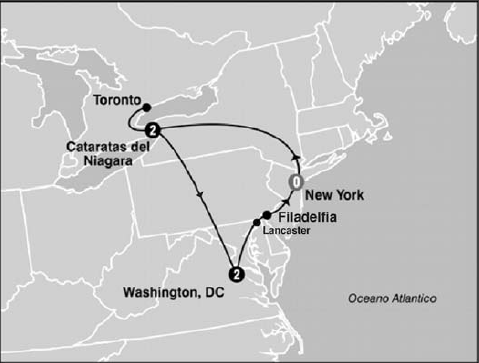 Toronto
2
Cataratas del
Niagara
0
New York
Filadelfia
Lancaster
2
Washington, DC
Oceano Atlantico